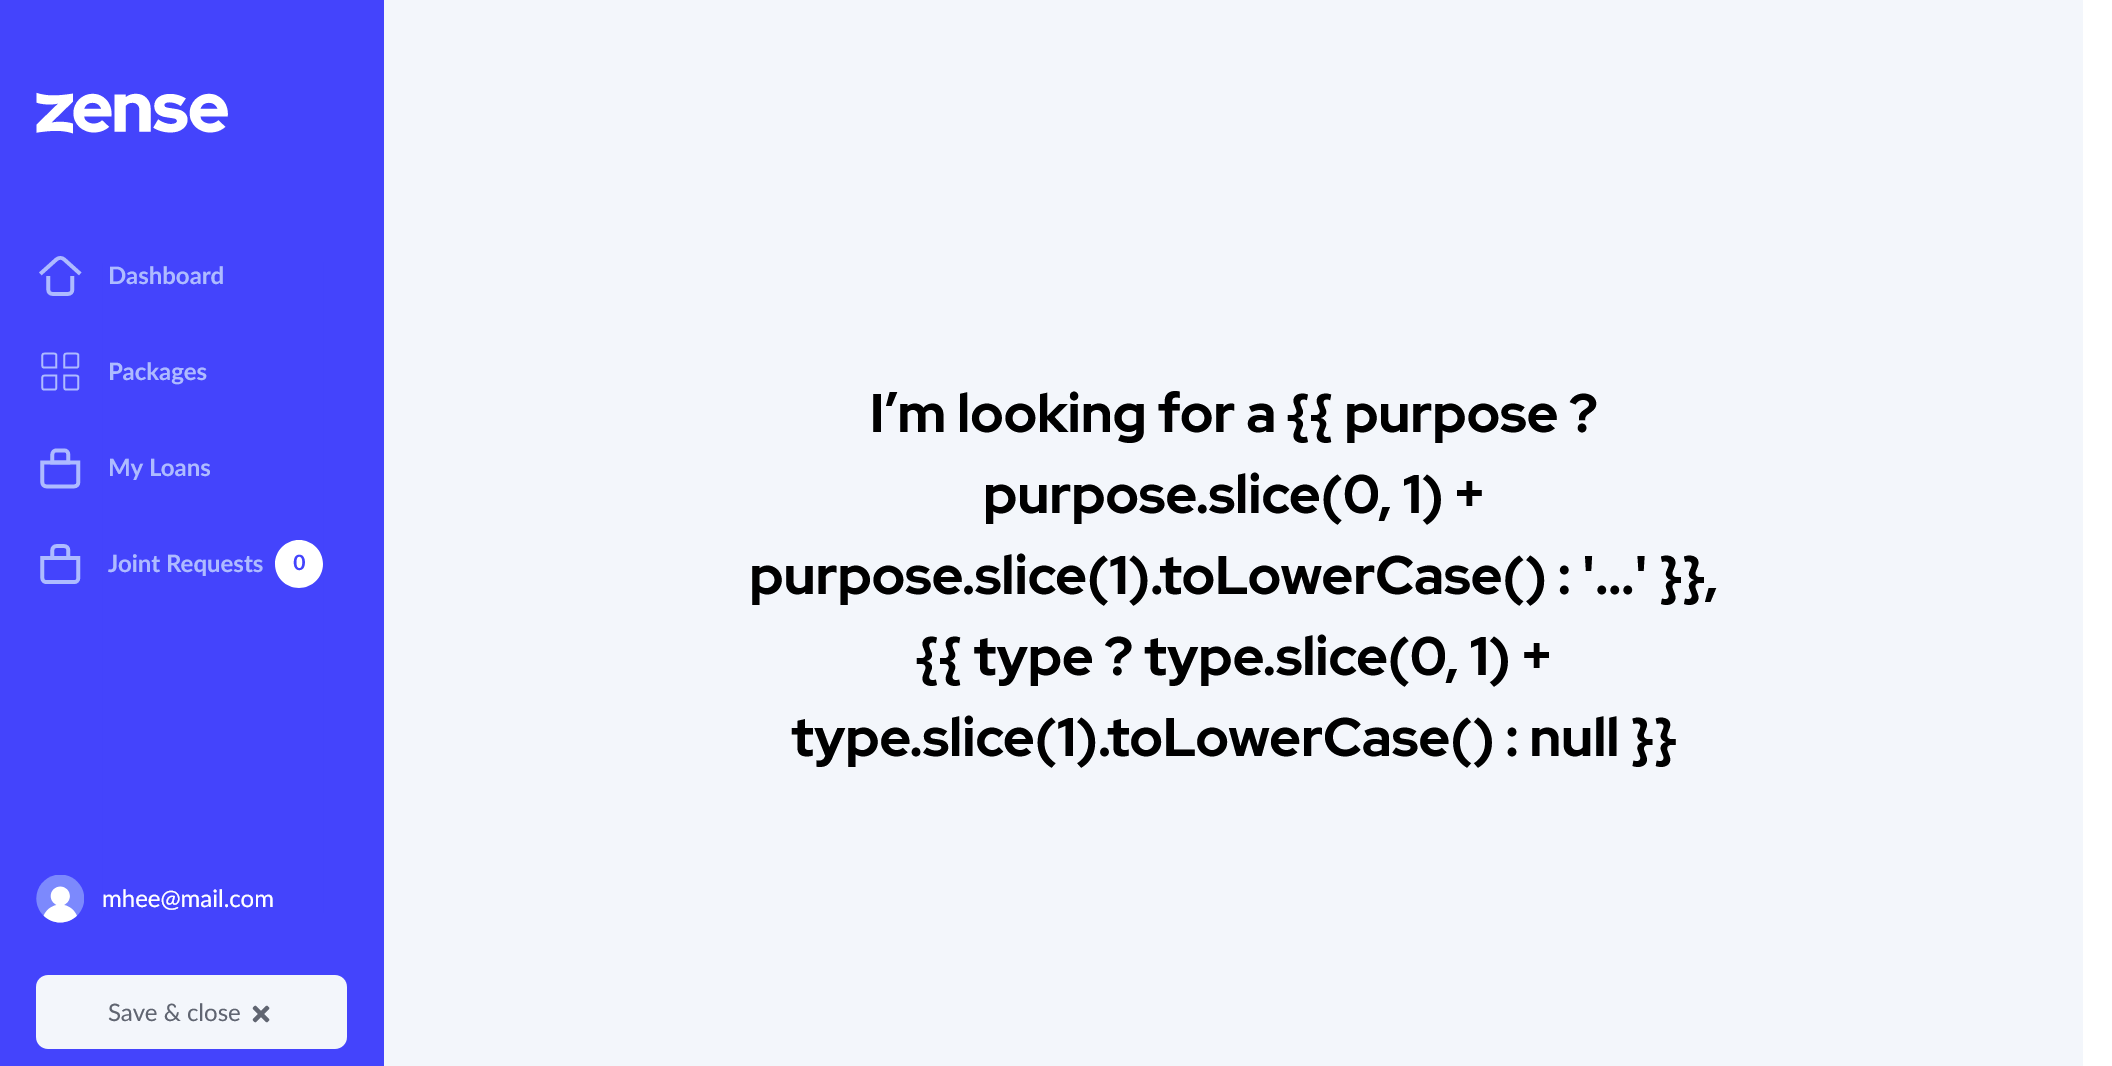 zense
Dashboard
Packages
My Loans
Joint Requests 0
mhee@mail.com
Save & close
I’m looking for a {{ purpose ?
purpose.slice(0, 1) +
purpose.slice(1).toLowerCase() : '...' }},
{{ type ? type.slice(0, 1) +
type.slice(1).toLowerCase() : null }}